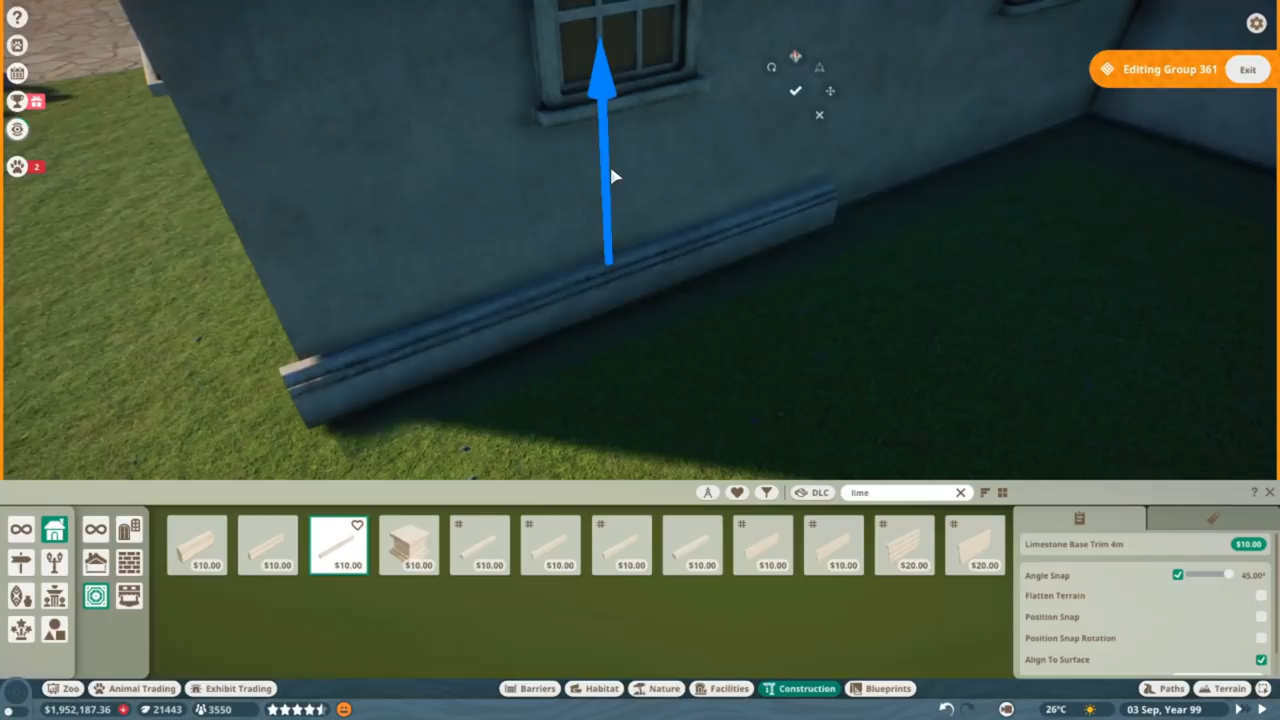 ?
Editing Group 361
Exit
2
DLC
lime
?
$10.00
$10.00
$10.00
$10.00
#
$10.00
#
$10.00
#
$10.00
$10.00
#
$10.00
#
$10.00
#
$20.00
#
$20.00
Limestone Base Trim 4m
$10.00
Angle Snap
45.00°
Flatten Terrain
Position Snap
Position Snap Rotation
Align To Surface
Zoo
Animal Trading
Exhibit Trading
Barriers
Habitat
Nature
Facilities
Construction
Blueprints
Paths
Terrain
$1,952,187.36
21443
3550
26°C
03 Sep, Year 99